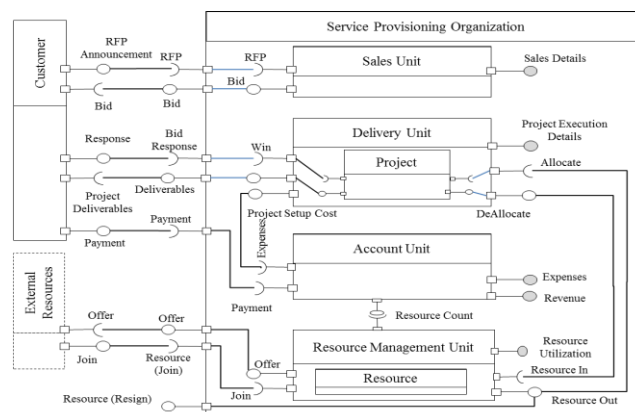 Service Provisioning Organization
RFP
Announcement
RFP
RFP
Sales Unit
Sales Details
Customer
Bid
Bid
Bid
Delivery Unit
Project Execution
Details
Response
Bid
Response
Win
Project
Allocate
Project
Deliverables
Deliverables
Project Setup Cost
DeAllocate
Payment
Payment
Expenses
Account Unit
Expenses
Revenue
Payment
Resource Count
External
Resources
Offer
Offer
Offer
Resource Management Unit
Resource
Utilization
Join
Resource
(Join)
Join
Resource
Resource In
Resource (Resign)
Resource Out